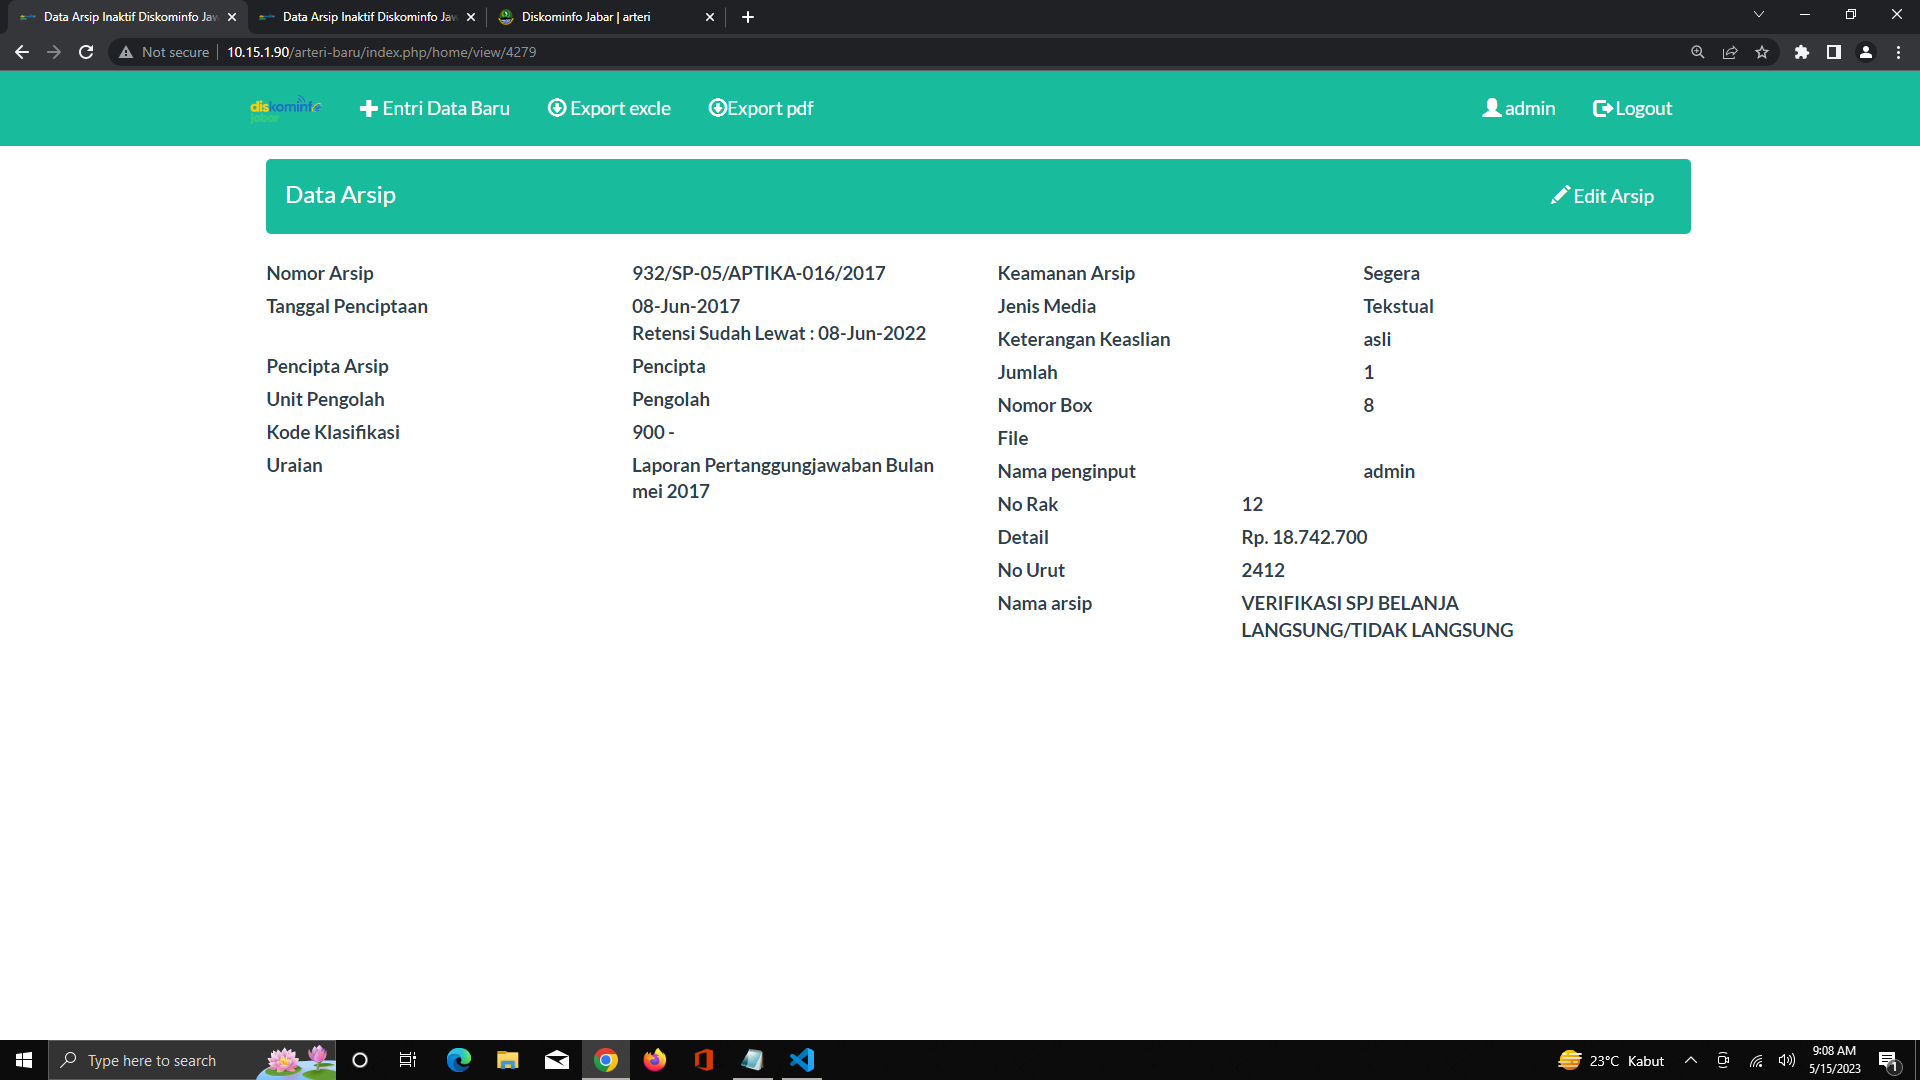 Data Arsip Inaktif Diskominfo Jaw
Data Arsip Inaktif Diskominfo Jaw
Diskominfo Jabar | arteri
Not secure
10.15.1.90/arteri-baru/index.php/home/view/4279
diskominfo
jabar
Entri Data Baru
Export excle
Export pdf
admin
Logout
Data Arsip
Edit Arsip
Nomor Arsip
932/SP-05/APTIKA-016/2017
Tanggal Penciptaan
08-Jun-2017
Retensi Sudah Lewat : 08-Jun-2022
Pencipta Arsip
Pencipta
Unit Pengolah
Pengolah
Kode Klasifikasi
900 -
Uraian
Laporan Pertanggungjawaban Bulan
mei 2017
Keamanan Arsip
Segera
Jenis Media
Tekstual
Keterangan Keaslian
asli
Jumlah
1
Nomor Box
8
File
Nama penginput
admin
No Rak
12
Detail
Rp. 18.742.700
No Urut
2412
Nama arsip
VERIFIKASI SPJ BELANJA
LANGSUNG/TIDAK LANGSUNG
Type here to search
23°C Kabut
9:08 AM
5/15/2023
1